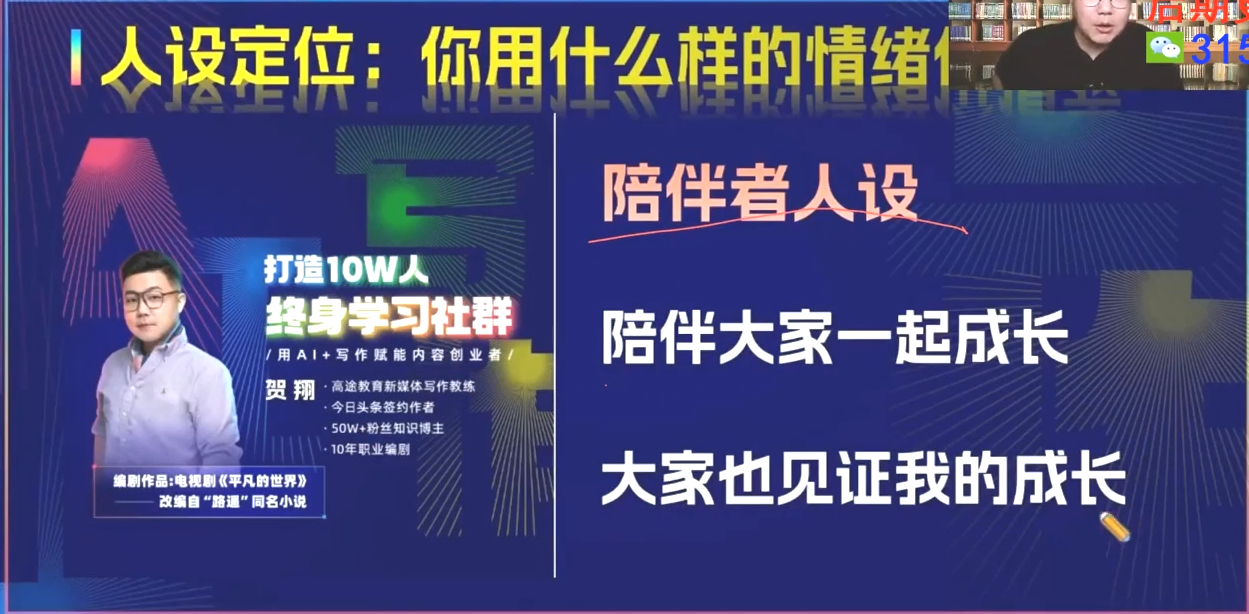 人设定位：你用什么样的情绪
315
陪伴者人设
陪伴大家一起成长
大家也见证我的成长
打造10W人
终身学习社群
/用AI+写作赋能内容创业者/
贺翔
·高途教育新媒体写作教练
·今日头条签约作者
·50W+粉丝知识博主
·10年职业编剧
编剧作品:电视剧《平凡的世界》
——改编自“路遥”同名小说